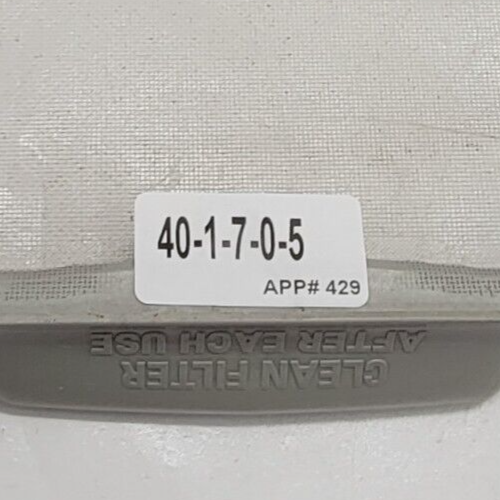 40-1-7-0-5
APP# 429
CLEAN FILTER
AFTER EACH USE